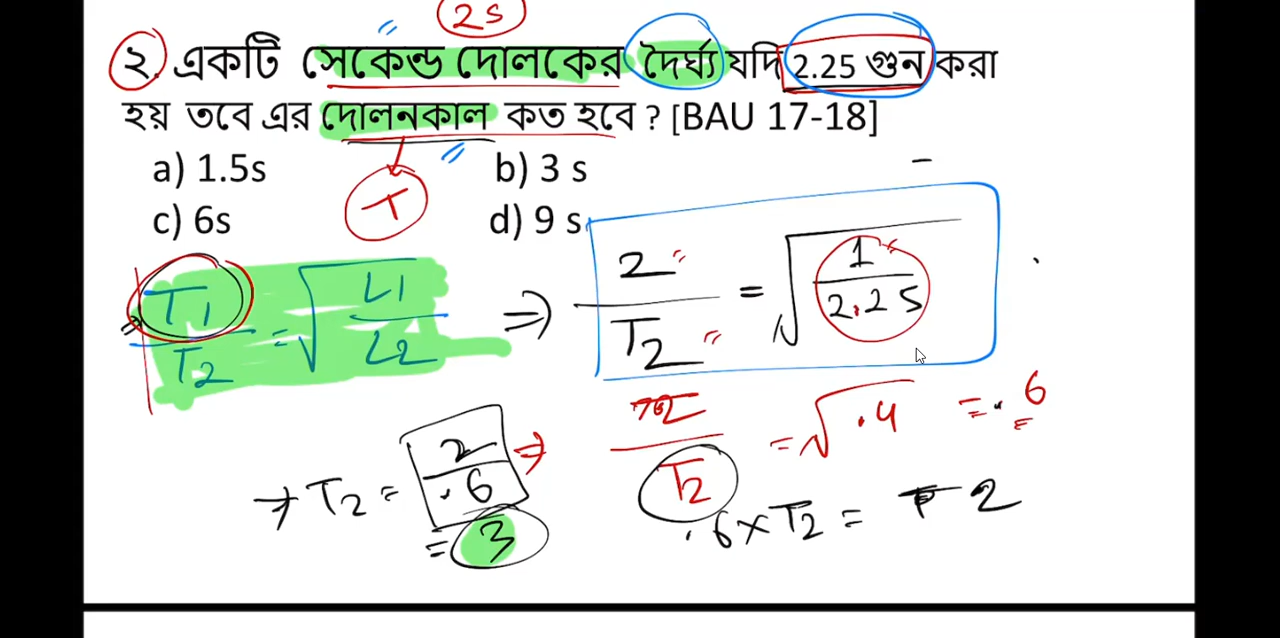 2s
২. একটি সেকেন্ড দোলকের দৈর্ঘ্য যদি 2.25 গুন করা
হয় তবে এর দোলনকাল কত হবে ? [BAU 17-18]
a) 1.5s b) 3 s
T
c) 6s d) 9 s
T1/T2 = √(L1/L2) ⇒ 2/T2 = √(1/2.25)
⇒ 2/T2 = √.4 = .6
.6 × T2 = 2
→ T2 = 2/.6
= 3